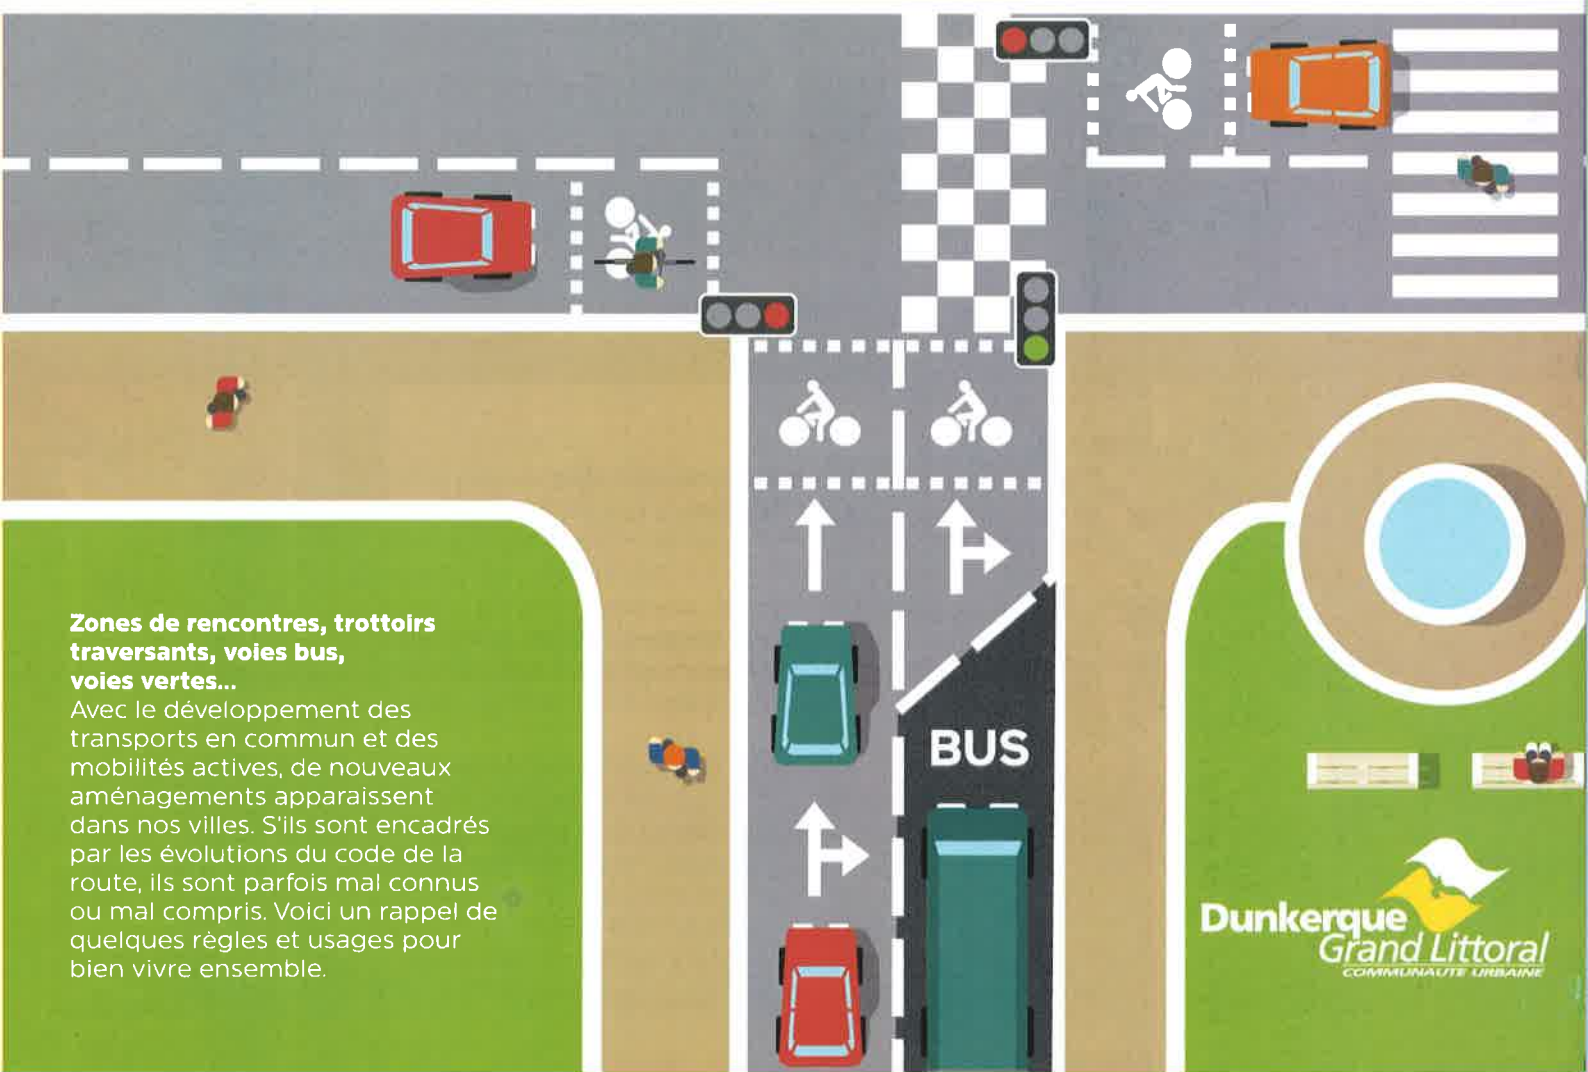 Zones de rencontres, trottoirs
traversants, voies bus,
voies vertes...
Avec le développement des
transports en commun et des
mobilités actives, de nouveaux
aménagements apparaissent
dans nos villes. S'ils sont encadrés
par les évolutions du code de la
route, ils sont parfois mal connus
ou mal compris. Voici un rappel de
quelques règles et usages pour
bien vivre ensemble.
BUS
Dunkerque
Grand Littoral
COMMUNAUTE URBAINE